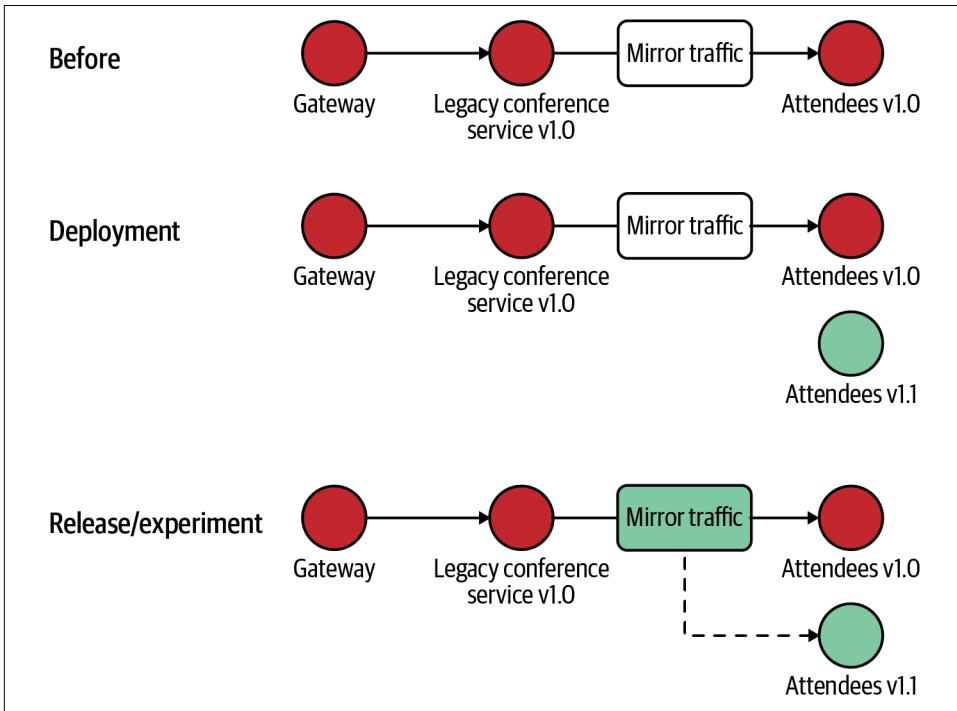 Before
Mirror traffic
Gateway
Legacy conference
service v1.0
Attendees v1.0
Deployment
Mirror traffic
Gateway
Legacy conference
service v1.0
Attendees v1.0
Attendees v1.1
Release/experiment
Mirror traffic
Gateway
Legacy conference
service v1.0
Attendees v1.0
Attendees v1.1